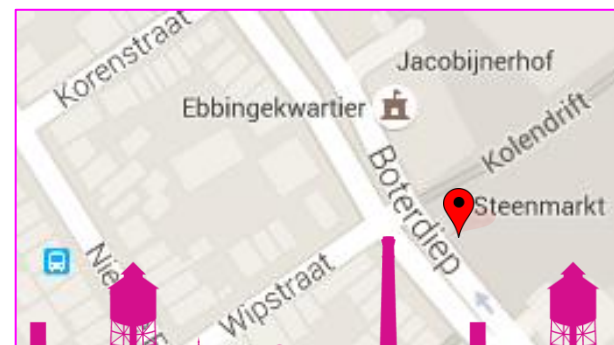 Korenstraat
Jacobijnerhof
Ebbingekwartier
Kolendrift
Boterdiep
Steenmarkt
Wipstraat